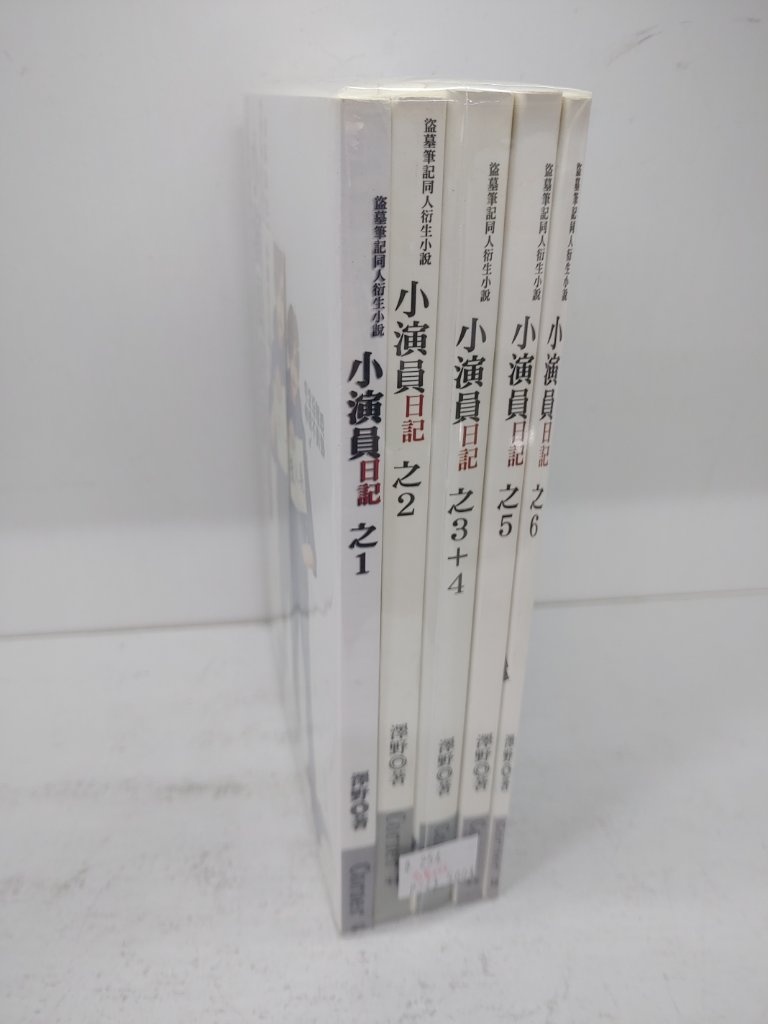 盜墓筆記同人衍生小說
小演員日記 之1
澤野◎著
Corner
盜墓筆記同人衍生小說
小演員日記 之2
澤野◎著
盜墓筆記同人衍生小說
小演員日記 之3+4
澤野◎著
盜墓筆記同人衍生小說
小演員日記 之5
澤野◎著
盜墓筆記同人衍生小說
小演員日記 之6
澤野◎著